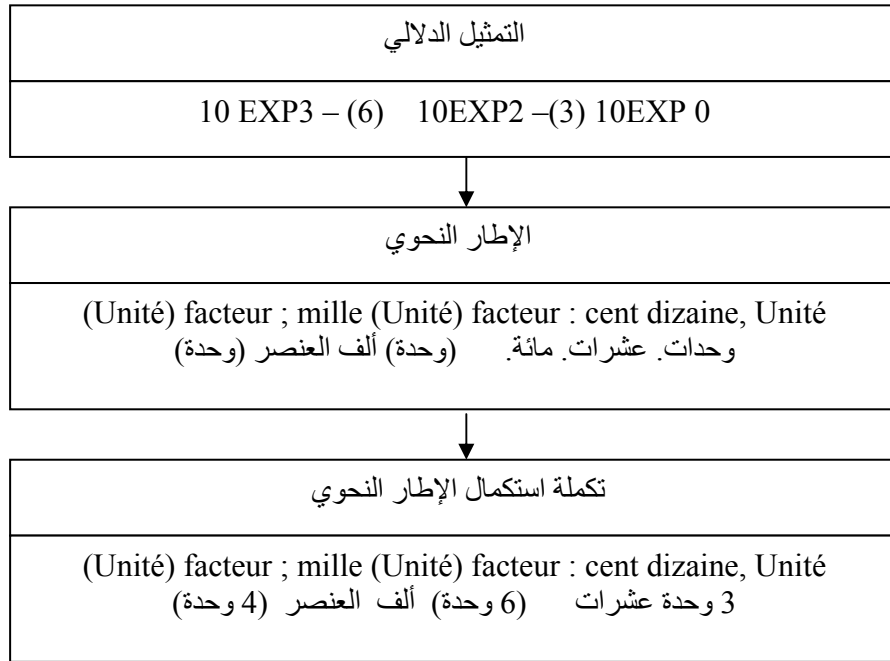 التمثيل الدلالي
10 EXP3 – (6) 10EXP2 –(3) 10EXP 0
الإطار النحوي
(Unité) facteur ; mille (Unité) facteur : cent dizaine, Unité
وحدات. عشرات. مائة. (وحدة) ألف العنصر (وحدة)
تكملة استكمال الإطار النحوي
(Unité) facteur ; mille (Unité) facteur : cent dizaine, Unité
3 وحدة عشرات (6 وحدة) ألف العنصر (4 وحدة)